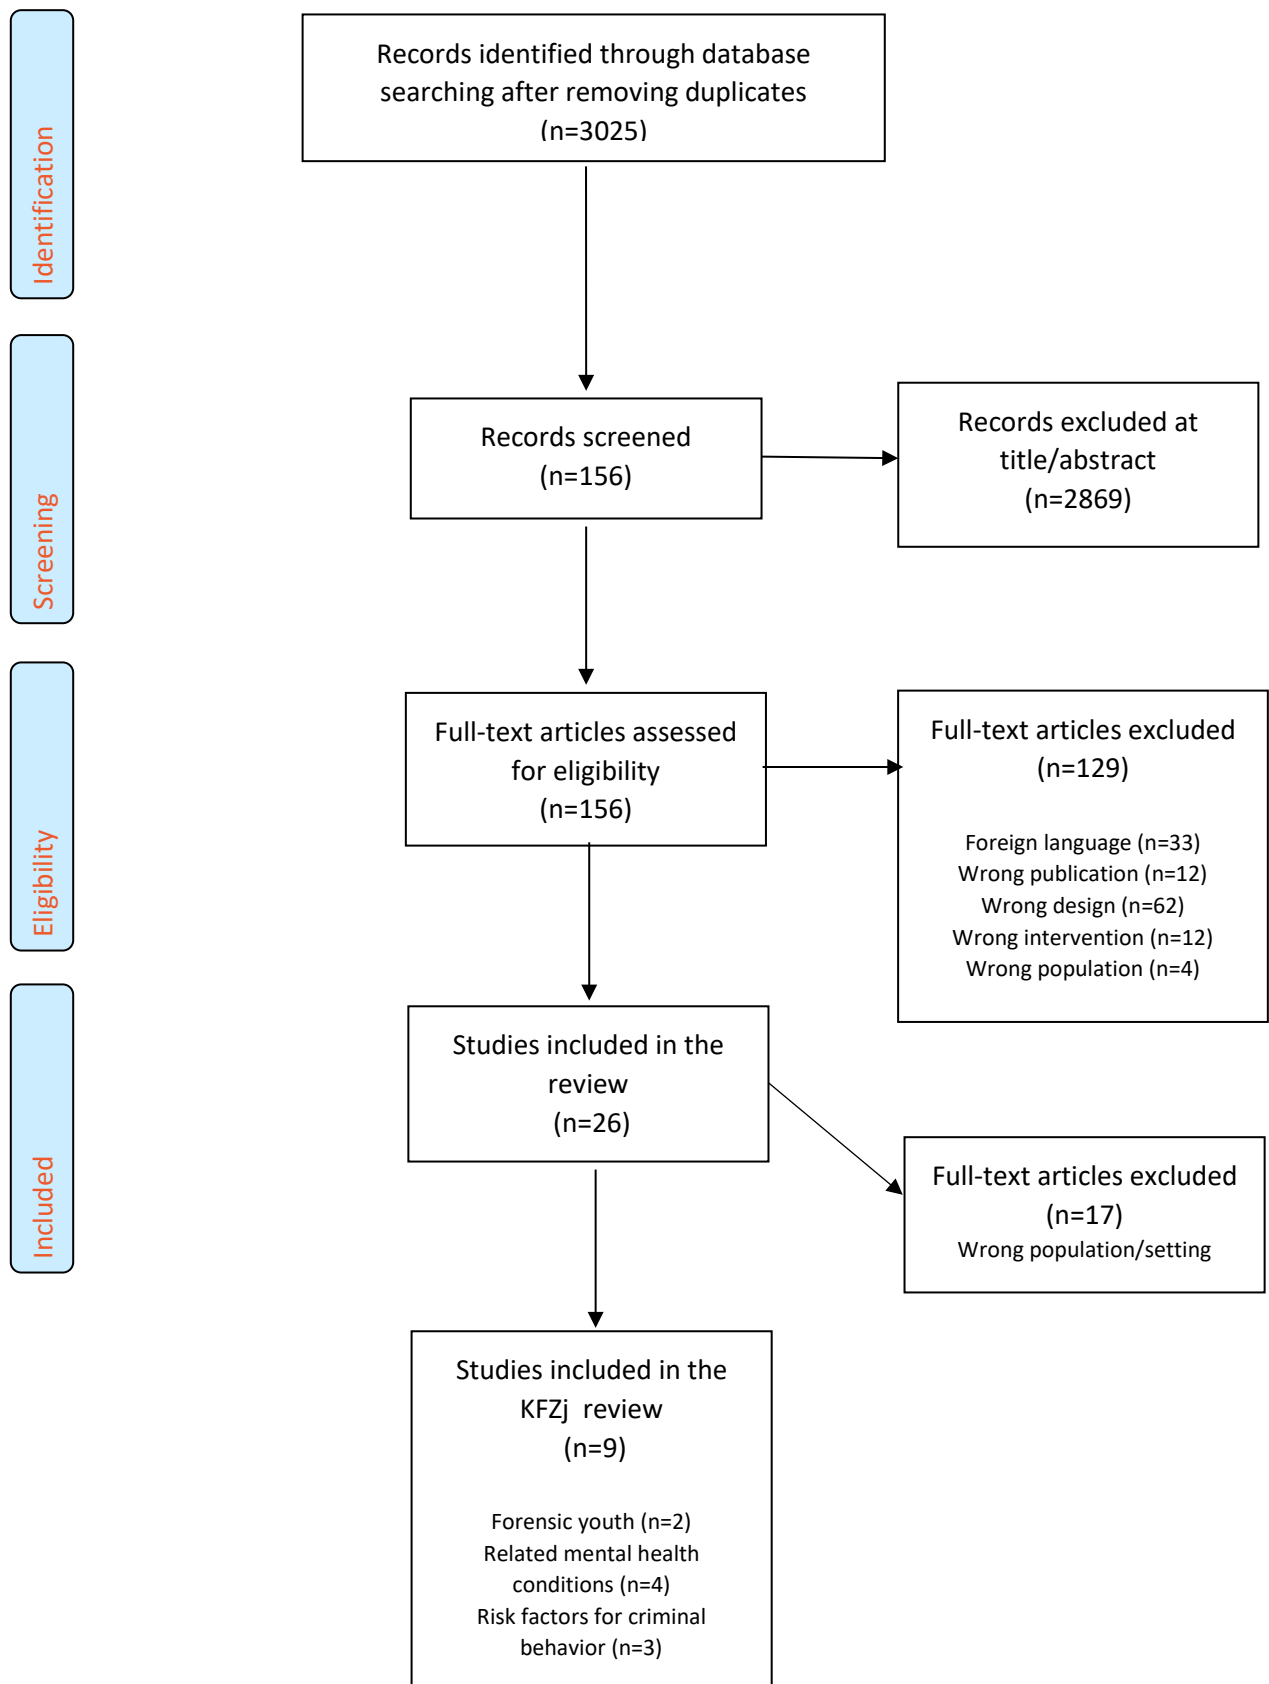 Identification
Records identified through database
searching after removing duplicates
(n=3025)
Screening
Records screened
(n=156)
Records excluded at
title/abstract
(n=2869)
Eligibility
Full-text articles assessed
for eligibility
(n=156)
Full-text articles excluded
(n=129)
Foreign language (n=33)
Wrong publication (n=12)
Wrong design (n=62)
Wrong intervention (n=12)
Wrong population (n=4)
Included
Studies included in the
review
(n=26)
Full-text articles excluded
(n=17)
Wrong population/setting
Studies included in the
KFZj review
(n=9)
Forensic youth (n=2)
Related mental health
conditions (n=4)
Risk factors for criminal
behavior (n=3)